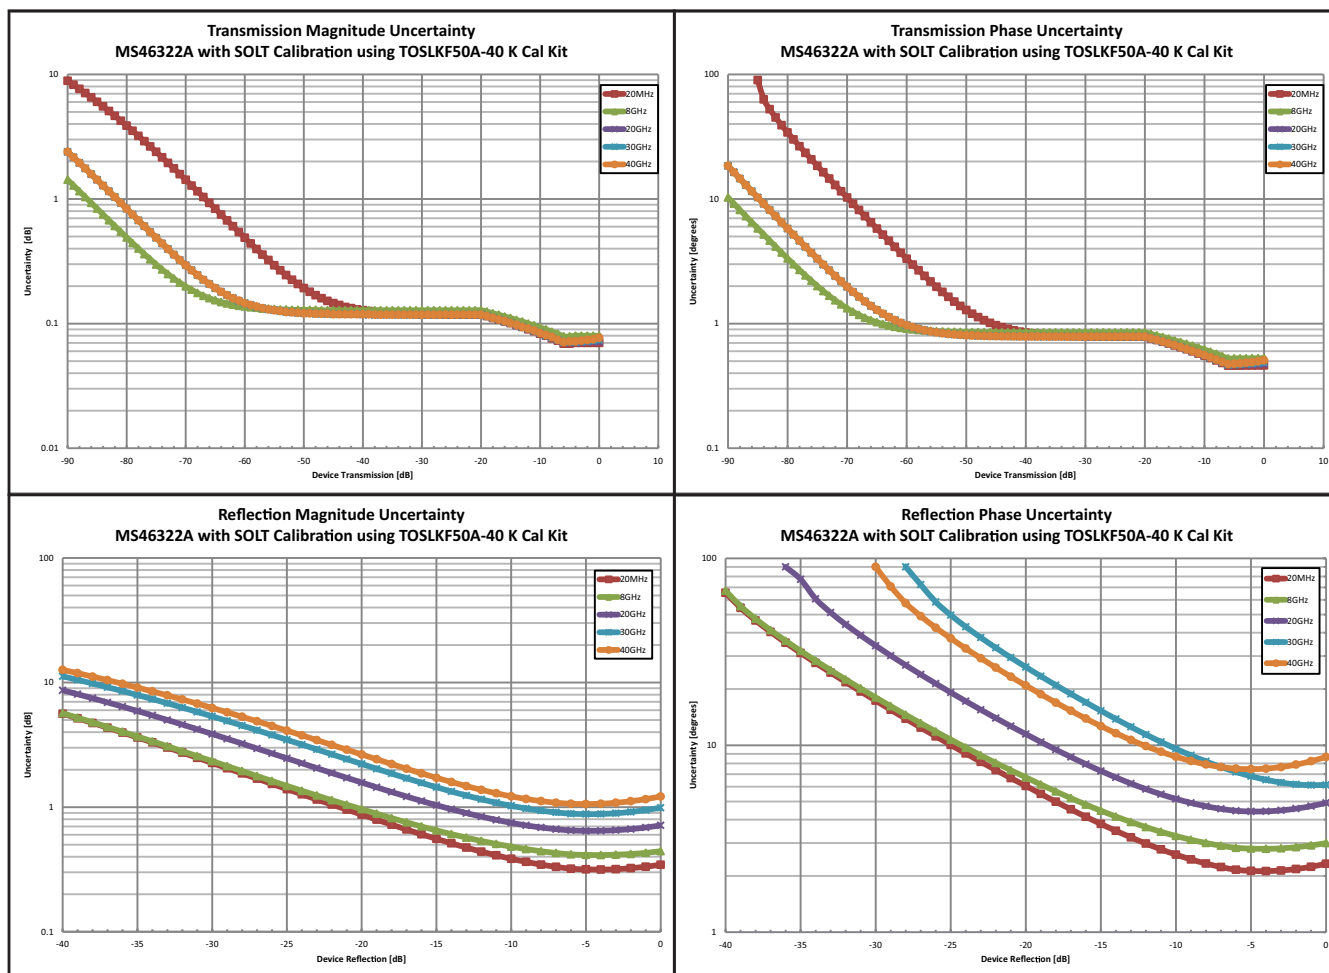 Transmission Magnitude Uncertainty
MS46322A with SOLT Calibration using TOSLKF50A-40 K Cal Kit
10
1
0.1
0.01
Uncertainty [dB]
20MHz
8GHz
20GHz
30GHz
40GHz
-90 -80 -70 -60 -50 -40 -30 -20 -10 0 10
Device Transmission [dB]
Transmission Phase Uncertainty
MS46322A with SOLT Calibration using TOSLKF50A-40 K Cal Kit
100
10
1
0.1
Uncertainty [degrees]
20MHz
8GHz
20GHz
30GHz
40GHz
-90 -80 -70 -60 -50 -40 -30 -20 -10 0 10
Device Transmission [dB]
Reflection Magnitude Uncertainty
MS46322A with SOLT Calibration using TOSLKF50A-40 K Cal Kit
100
10
1
0.1
Uncertainty [dB]
20MHz
8GHz
20GHz
30GHz
40GHz
-40 -35 -30 -25 -20 -15 -10 -5 0
Device Reflection [dB]
Reflection Phase Uncertainty
MS46322A with SOLT Calibration using TOSLKF50A-40 K Cal Kit
100
10
1
Uncertainty [degrees]
20MHz
8GHz
20GHz
30GHz
40GHz
-40 -35 -30 -25 -20 -15 -10 -5 0
Device Reflection [dB]